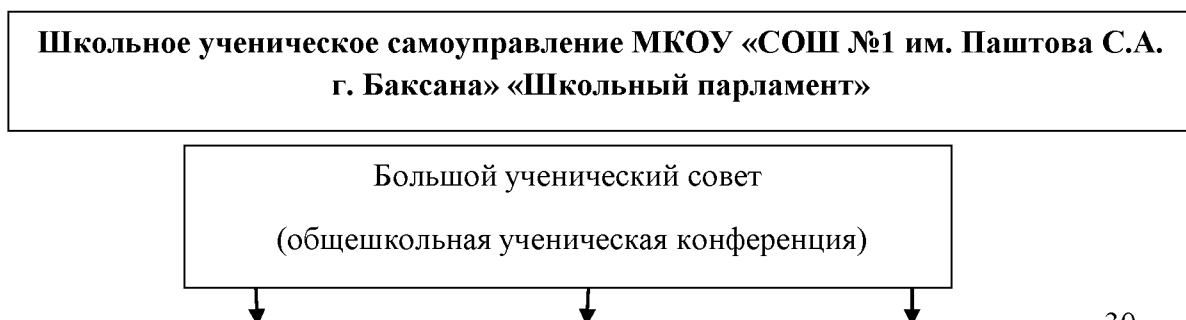 Школьное ученическое самоуправление МКОУ «СОШ №1 им. Паштова С.А.
г. Баксана» «Школьный парламент»
Большой ученический совет
(общешкольная ученическая конференция)